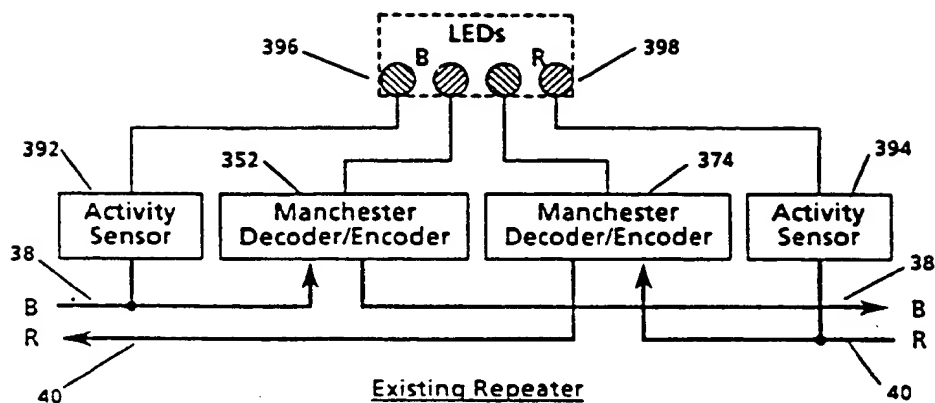 LEDs
396
B
R
398
392
352
374
394
Activity
Sensor
Manchester
Decoder/Encoder
Manchester
Decoder/Encoder
Activity
Sensor
38
38
B
B
R
R
40
40
Existing Repeater